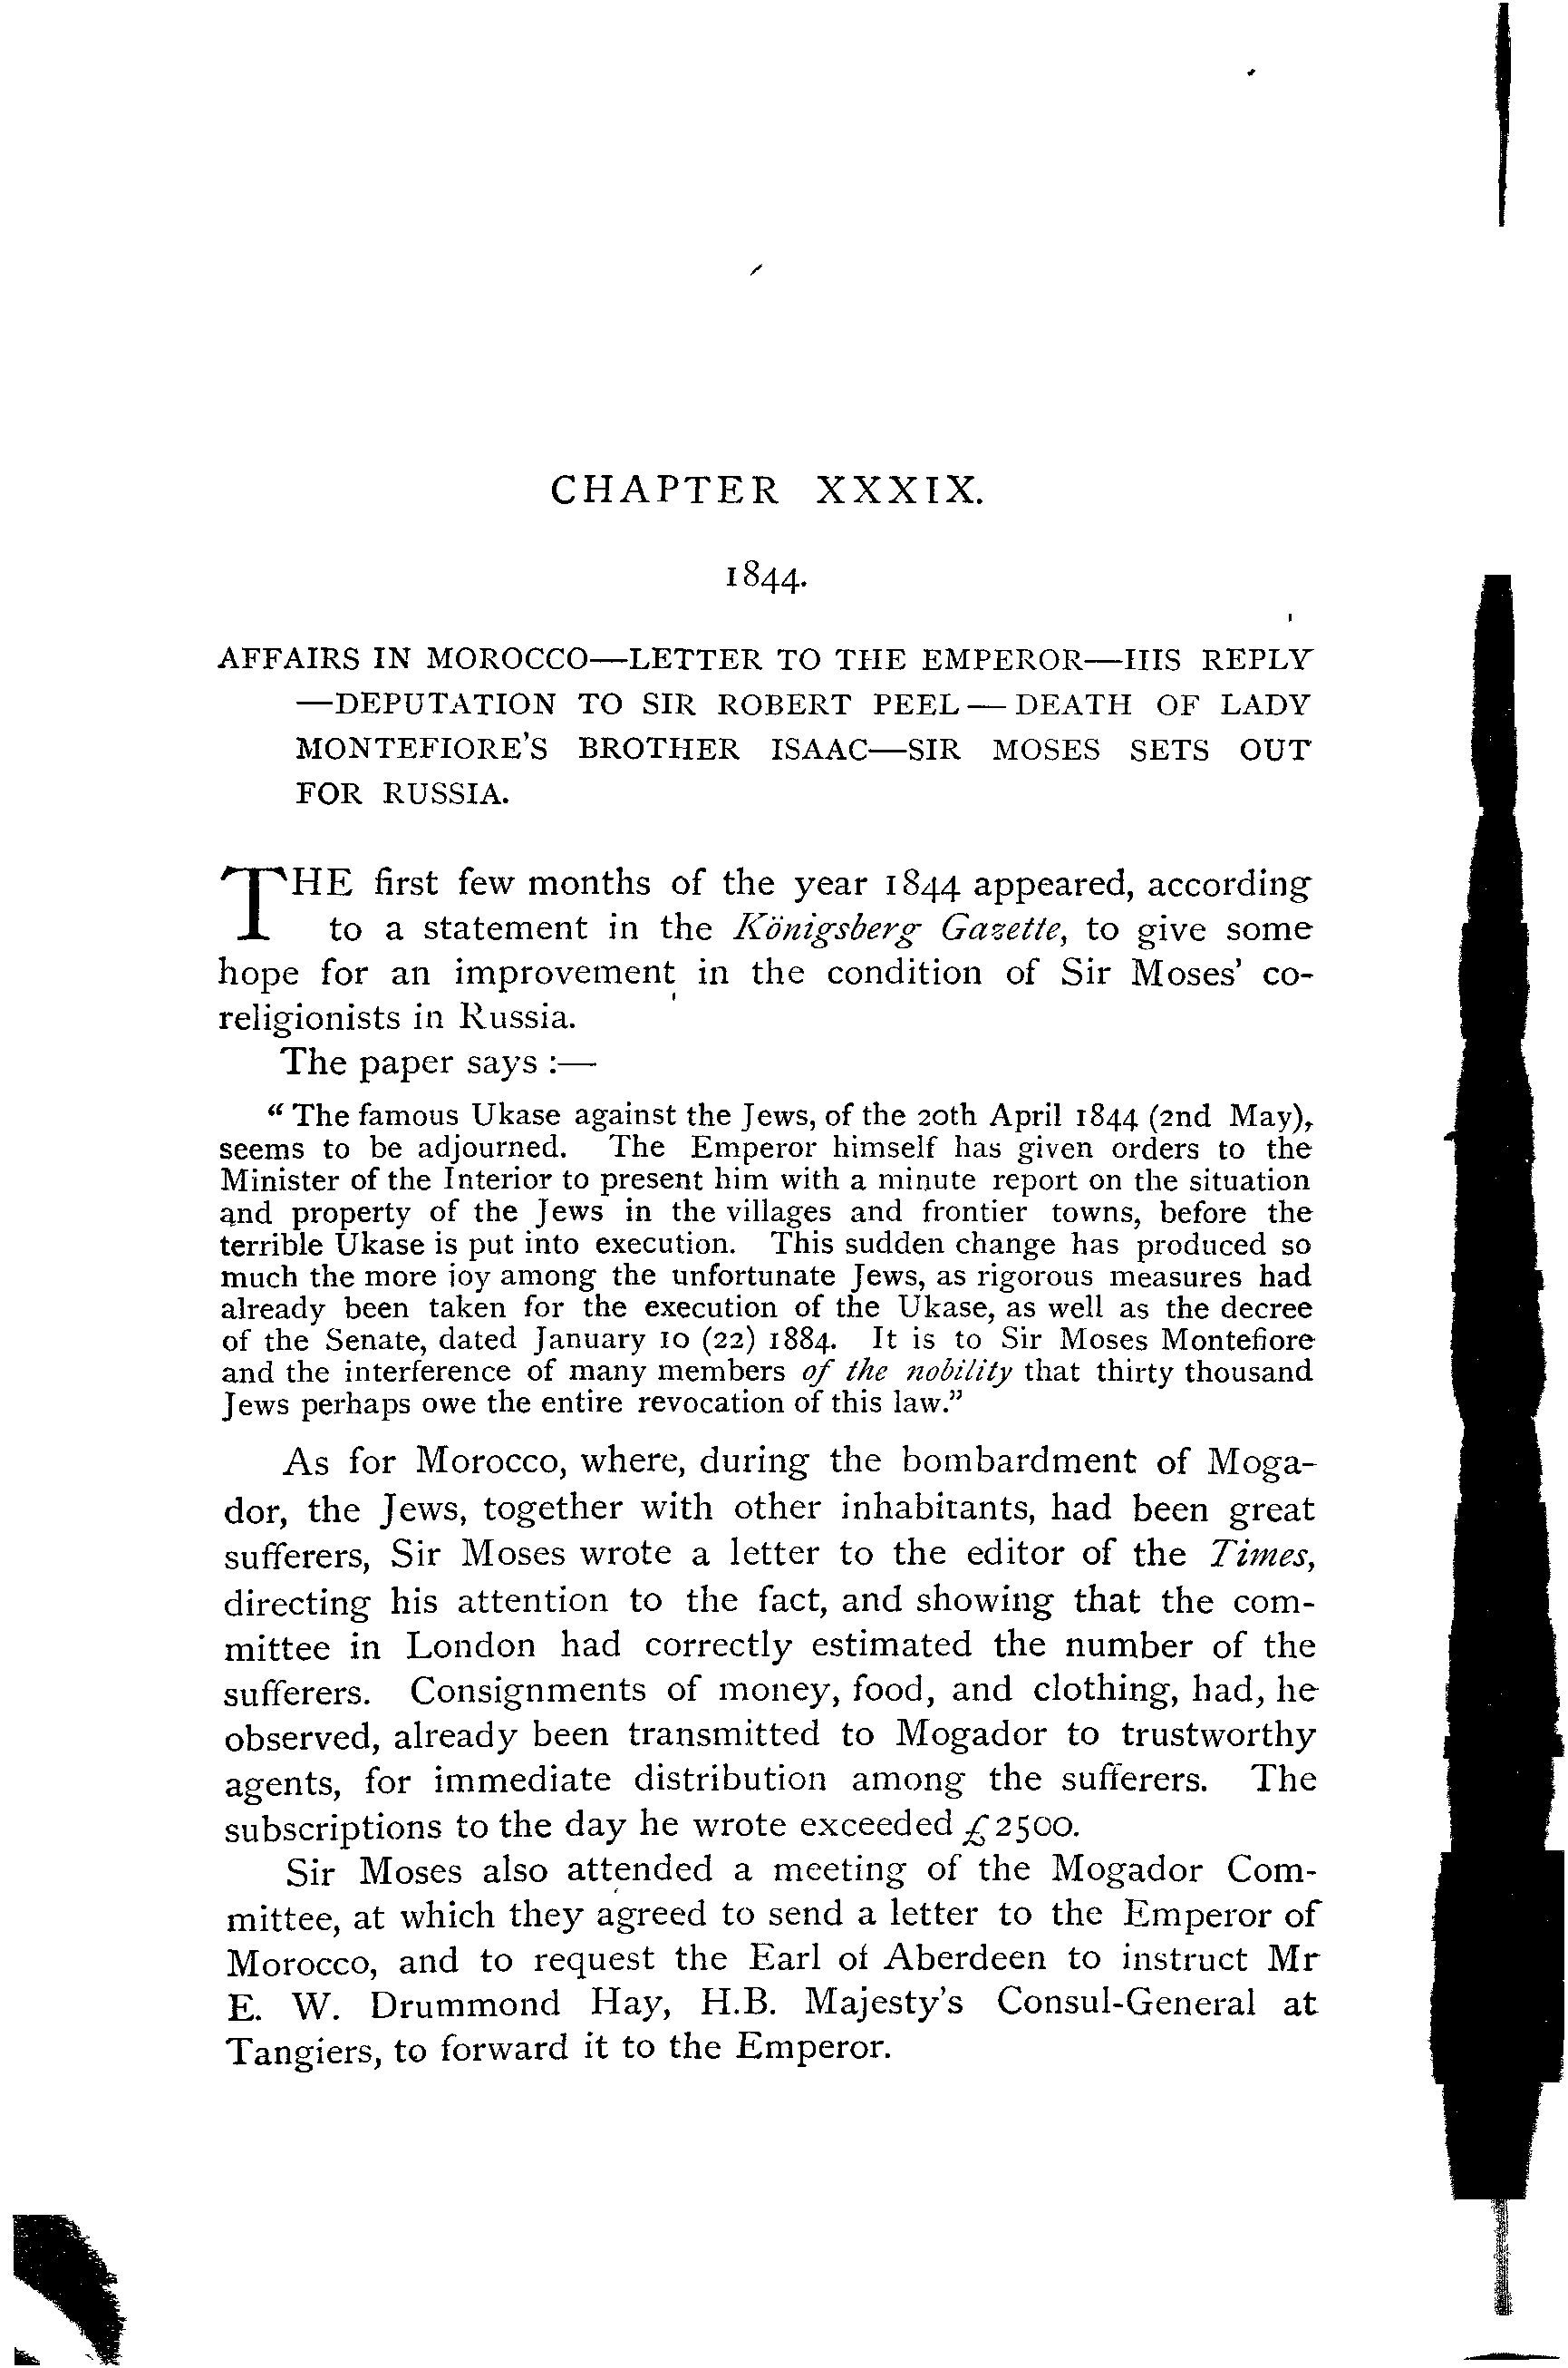 CHAPTER XXXIX.
1844.
AFFAIRS IN MOROCCO—LETTER TO THE EMPEROR—HIS REPLY
—DEPUTATION TO SIR ROBERT PEEL — DEATH OF LADY
MONTEFIORE'S BROTHER ISAAC—SIR MOSES SETS OUT
FOR RUSSIA.
THE first few months of the year 1844 appeared, according
to a statement in the Königsberg Gazette, to give some
hope for an improvement in the condition of Sir Moses' co-
religionists in Russia.
The paper says :—
“ The famous Ukase against the Jews, of the 20th April 1844 (2nd May),
seems to be adjourned. The Emperor himself has given orders to the
Minister of the Interior to present him with a minute report on the situation
and property of the Jews in the villages and frontier towns, before the
terrible Ukase is put into execution. This sudden change has produced so
much the more joy among the unfortunate Jews, as rigorous measures had
already been taken for the execution of the Ukase, as well as the decree
of the Senate, dated January 10 (22) 1884. It is to Sir Moses Montefiore
and the interference of many members of the nobility that thirty thousand
Jews perhaps owe the entire revocation of this law.”
As for Morocco, where, during the bombardment of Moga-
dor, the Jews, together with other inhabitants, had been great
sufferers, Sir Moses wrote a letter to the editor of the Times,
directing his attention to the fact, and showing that the com-
mittee in London had correctly estimated the number of the
sufferers. Consignments of money, food, and clothing, had, he
observed, already been transmitted to Mogador to trustworthy
agents, for immediate distribution among the sufferers. The
subscriptions to the day he wrote exceeded £2500.
Sir Moses also attended a meeting of the Mogador Com-
mittee, at which they agreed to send a letter to the Emperor of
Morocco, and to request the Earl of Aberdeen to instruct Mr
E. W. Drummond Hay, H.B. Majesty's Consul-General at
Tangiers, to forward it to the Emperor.